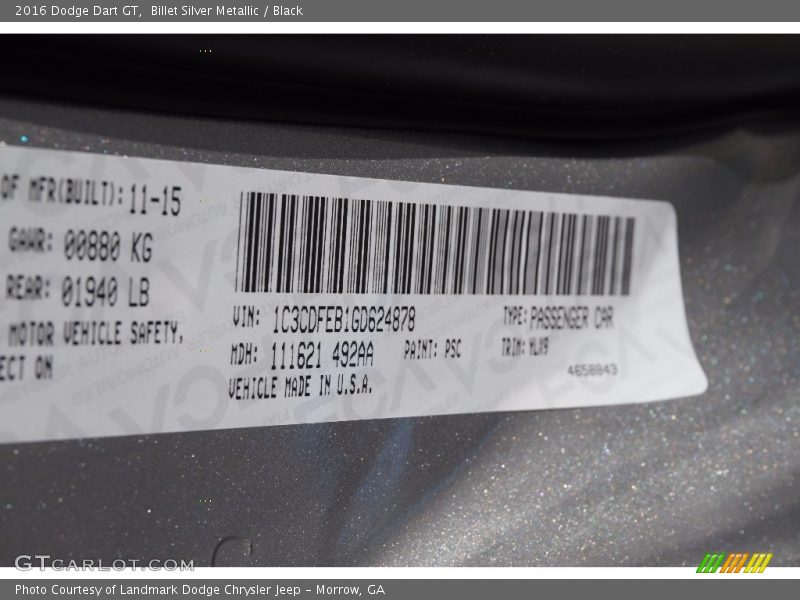 2016 Dodge Dart GT, Billet Silver Metallic / Black
OF MFR(BUILT): 11-15
GAWR: 00880 KG
REAR: 01940 LB
MOTOR VEHICLE SAFETY,
ECT ON
VIN: 1C3CDFEB1GD624878
TYPE: PASSENGER CAR
MDH: 111621 492AA
PAINT: PSC
TRIM: MLX9
VEHICLE MADE IN U.S.A.
4658843
GTCARLOT.COM
Photo Courtesy of Landmark Dodge Chrysler Jeep – Morrow, GA